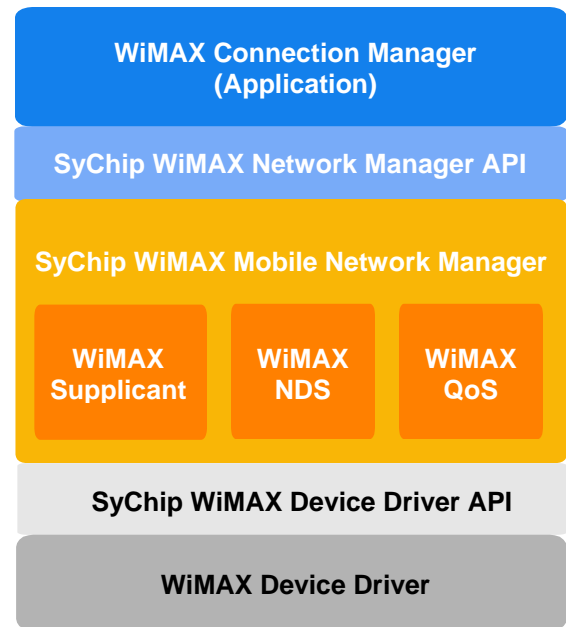 WiMAX Connection Manager
(Application)
SyChip WiMAX Network Manager API
SyChip WiMAX Mobile Network Manager
WiMAX
Supplicant
WiMAX
NDS
WiMAX
QoS
SyChip WiMAX Device Driver API
WiMAX Device Driver